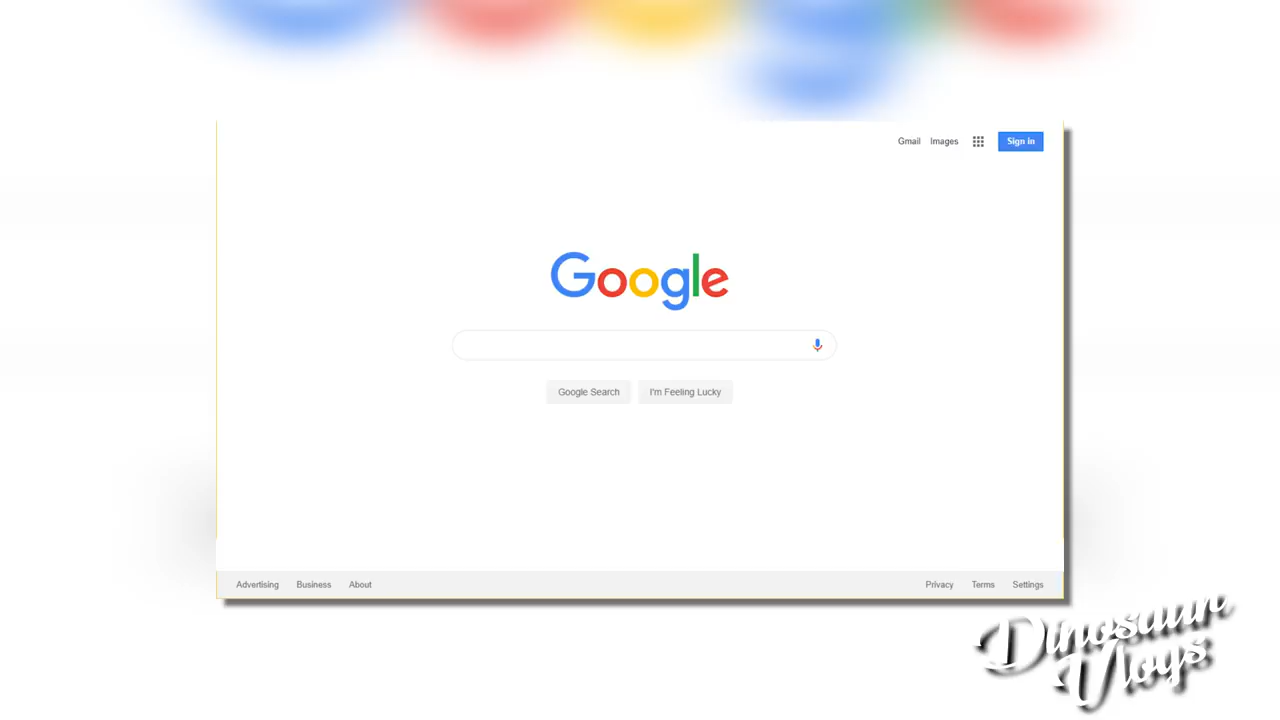 Gmail Images Sign in
Google
Google Search I'm Feeling Lucky
Advertising Business About Privacy Terms Settings
Dinosaur
Vlogs